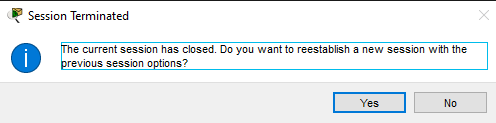 Session Terminated
The current session has closed. Do you want to reestablish a new session with the
previous session options?
Yes
No